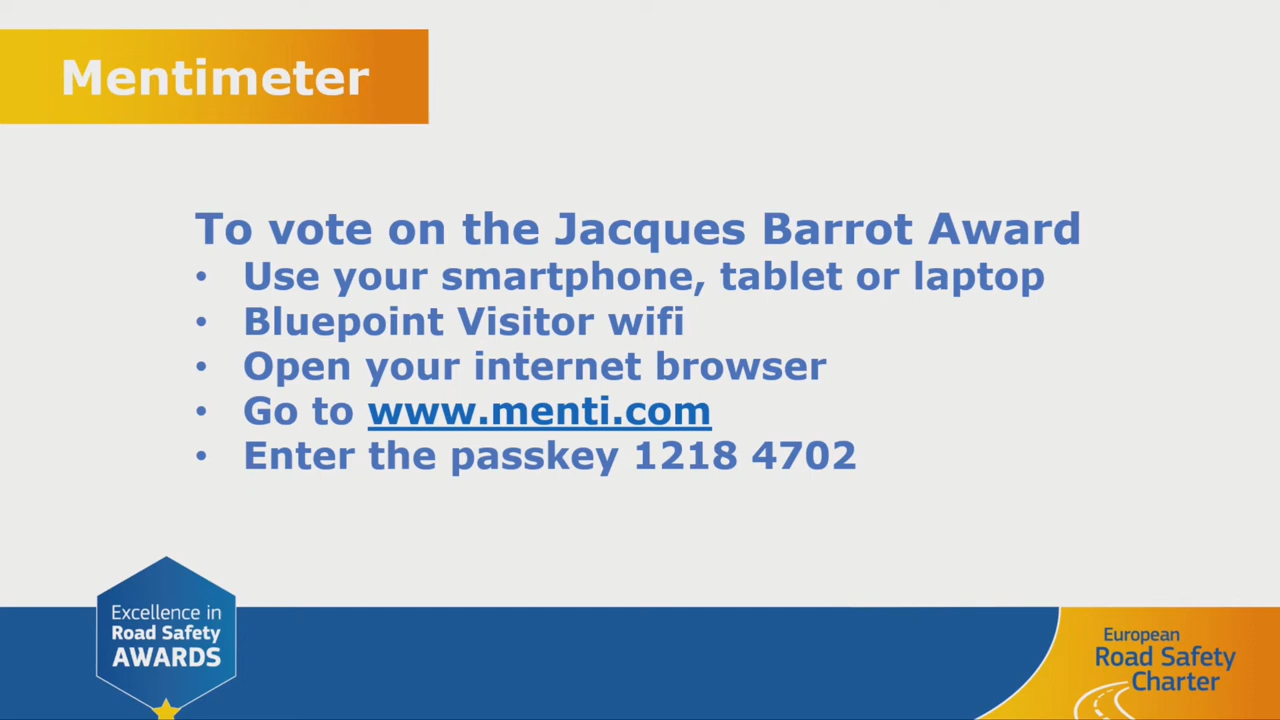 Mentimeter
To vote on the Jacques Barrot Award
• Use your smartphone, tablet or laptop
• Bluepoint Visitor wifi
• Open your internet browser
• Go to www.menti.com
• Enter the passkey 1218 4702
Excellence in
Road Safety
AWARDS
European
Road Safety
Charter